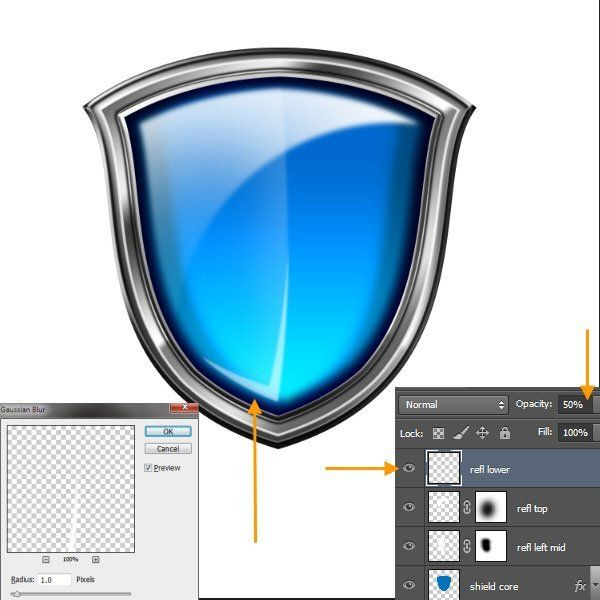 Normal Opacity: 50%
Lock: Fill: 100%
refl lower
refl top
refl left mid
shield core fx
Gaussian Blur
OK
Cancel
Preview
100%
Radius: 1.0 Pixels